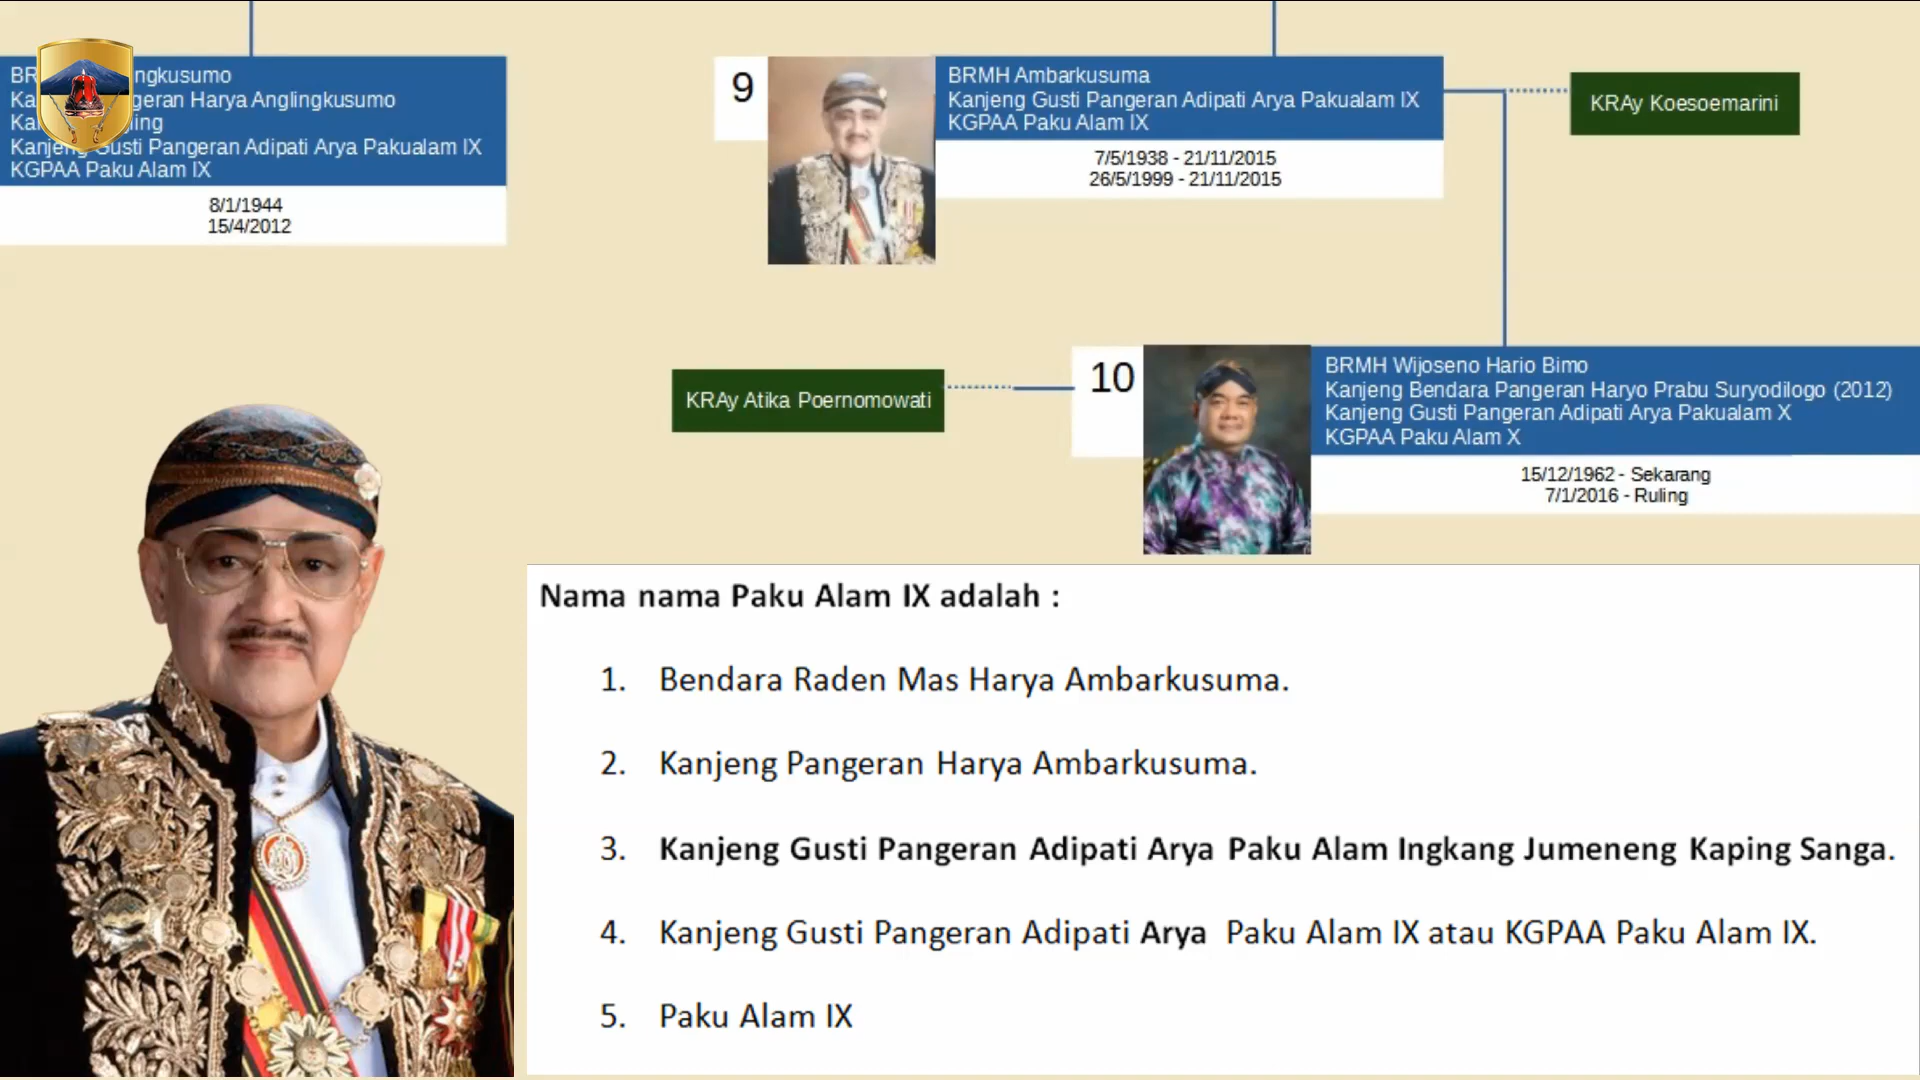 BR ngkusumo
Ka geran Harya Anglingkusumo
Ka ling
Kanjeng Gusti Pangeran Adipati Arya Pakualam IX
KGPAA Paku Alam IX
8/1/1944
15/4/2012
9
BRMH Ambarkusuma
Kanjeng Gusti Pangeran Adipati Arya Pakualam IX
KGPAA Paku Alam IX
7/5/1938 - 21/11/2015
26/5/1999 - 21/11/2015
KRAy Koesoemarini
KRAy Atika Poernomowati
10
BRMH Wijoseno Hario Bimo
Kanjeng Bendara Pangeran Haryo Prabu Suryodilogo (2012)
Kanjeng Gusti Pangeran Adipati Arya Pakualam X
KGPAA Paku Alam X
15/12/1962 - Sekarang
7/1/2016 - Ruling
Nama nama Paku Alam IX adalah :
1. Bendara Raden Mas Harya Ambarkusuma.
2. Kanjeng Pangeran Harya Ambarkusuma.
3. Kanjeng Gusti Pangeran Adipati Arya Paku Alam Ingkang Jumeneng Kaping Sanga.
4. Kanjeng Gusti Pangeran Adipati Arya Paku Alam IX atau KGPAA Paku Alam IX.
5. Paku Alam IX